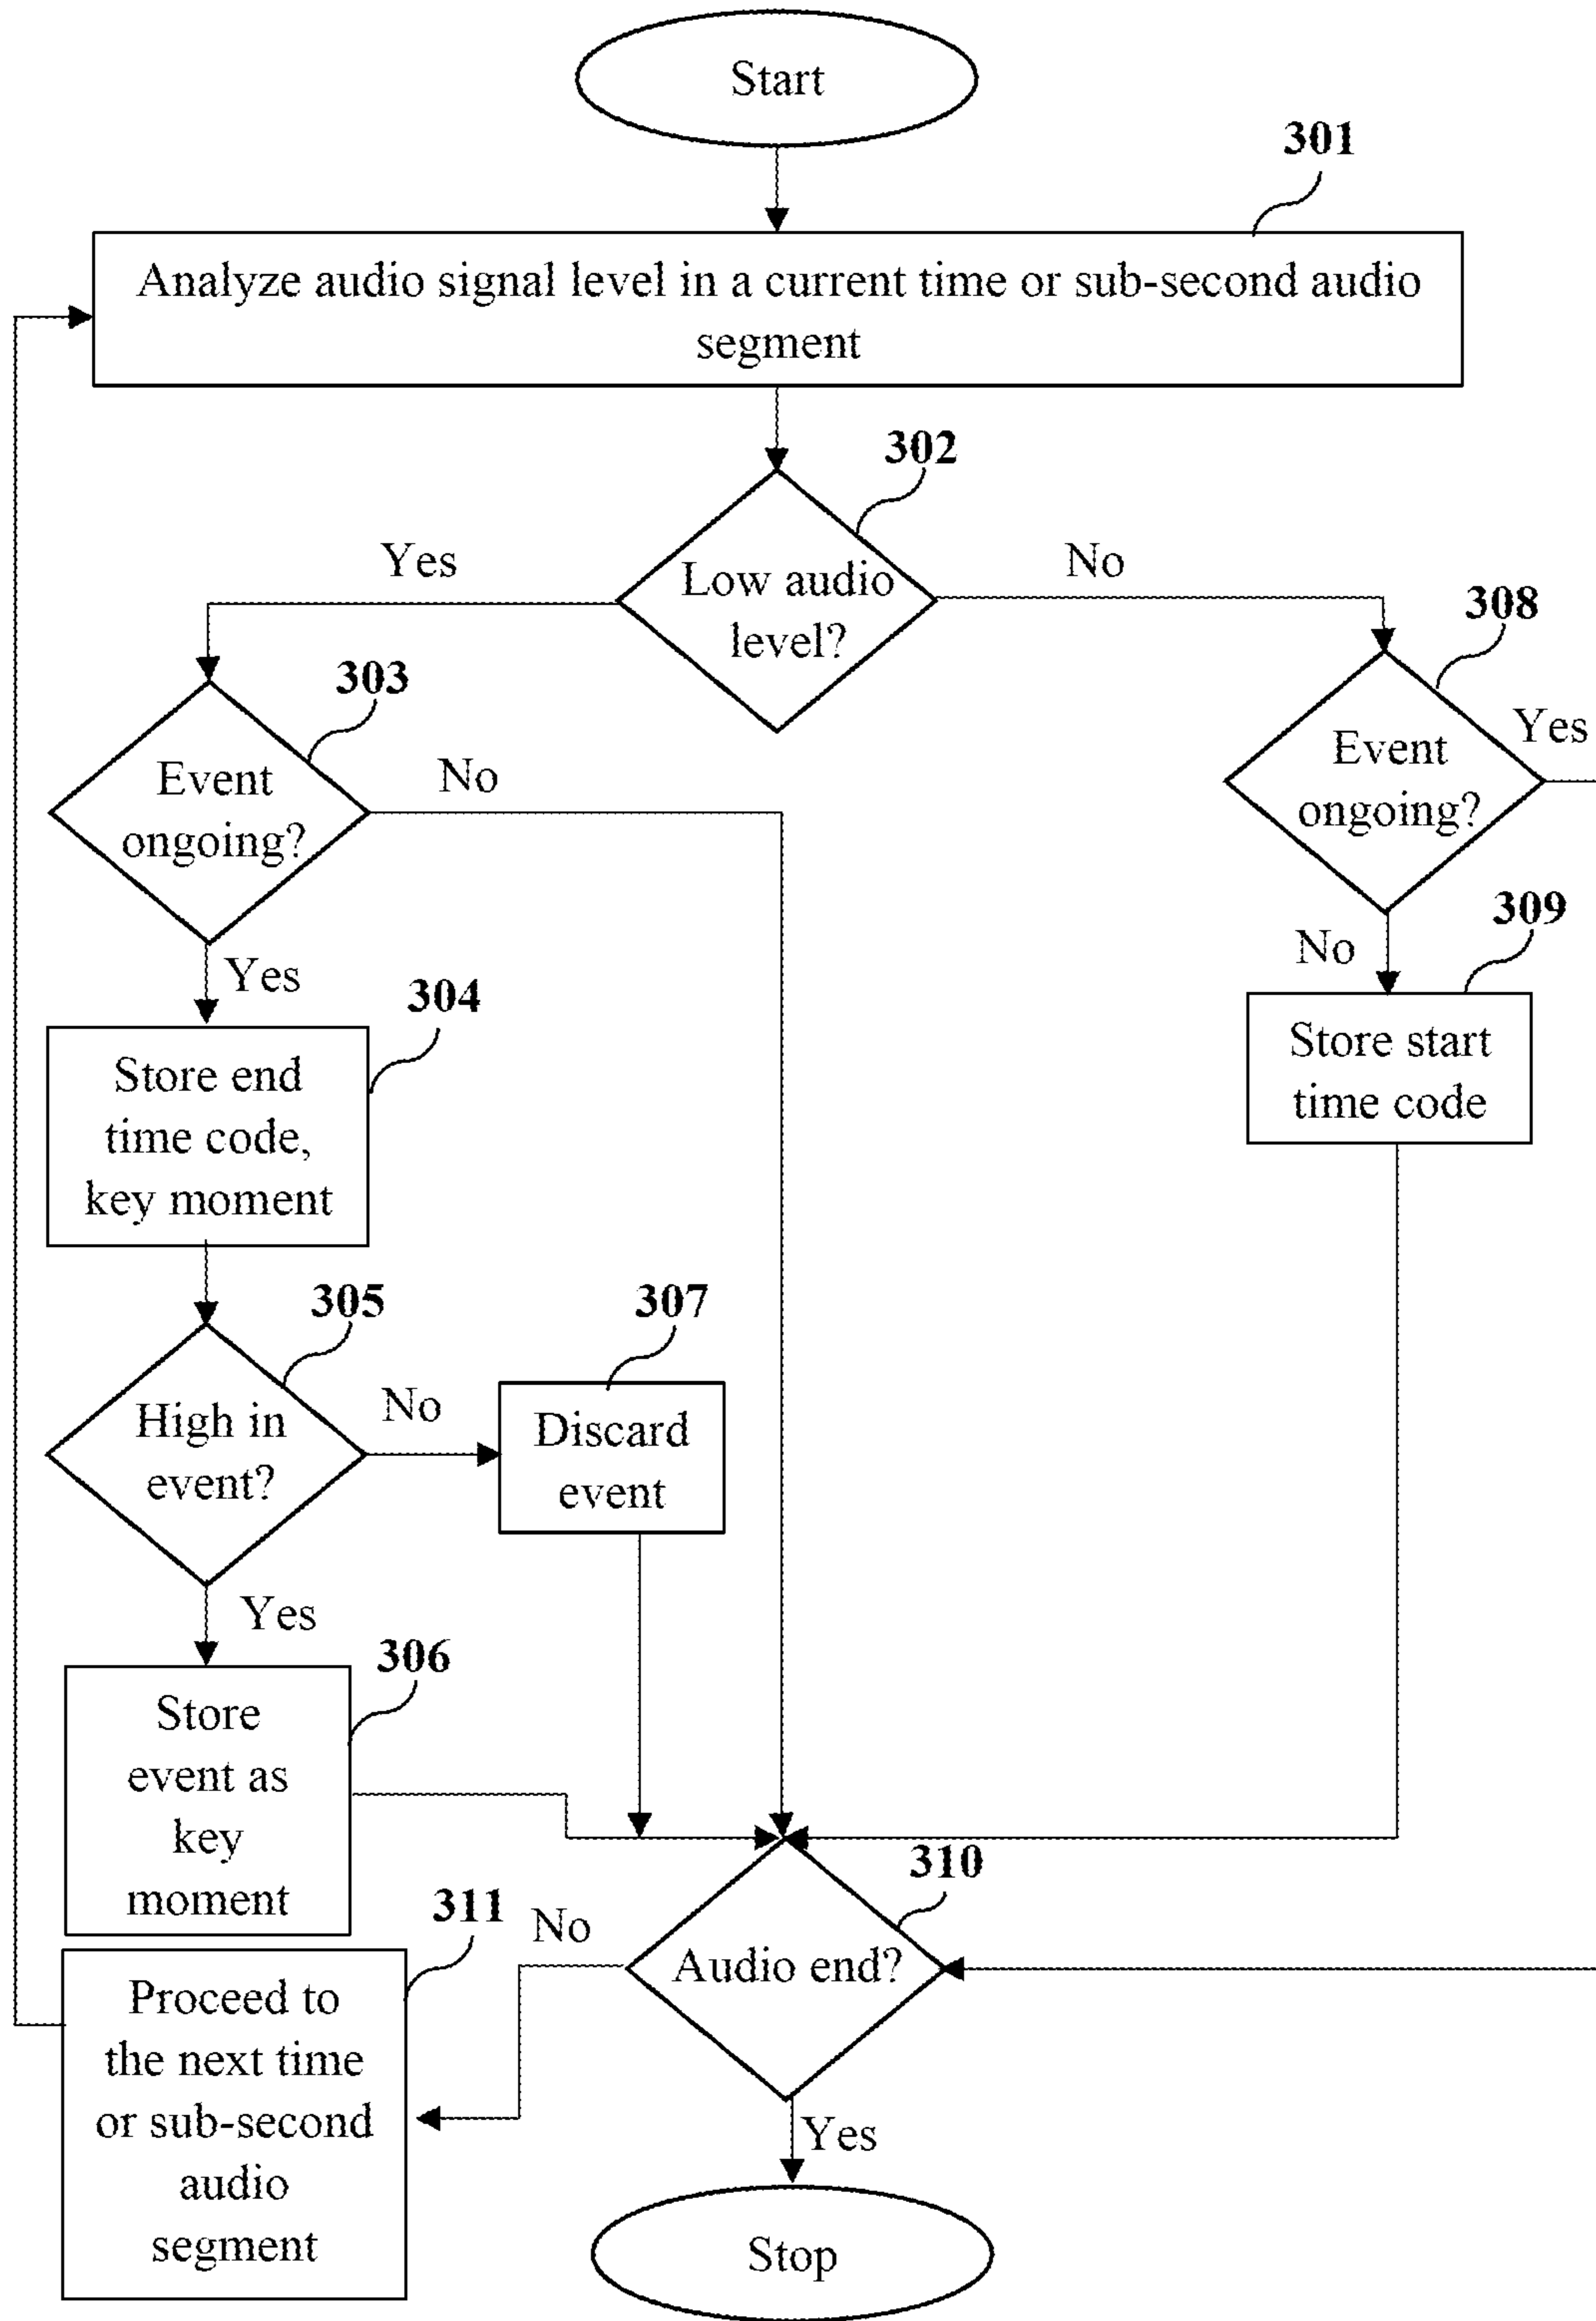 Start
301
Analyze audio signal level in a current time or sub-second audio
segment
302
Yes
Low audio
level?
No
308
303
Event
ongoing?
No
Event
ongoing?
Yes
Yes
304
No
309
Store end
time code,
key moment
Store start
time code
305
307
High in
event?
No
Discard
event
Yes
306
Store
event as
key
moment
310
311
No
Audio end?
Proceed to
the next time
or sub-second
audio
segment
Yes
Stop